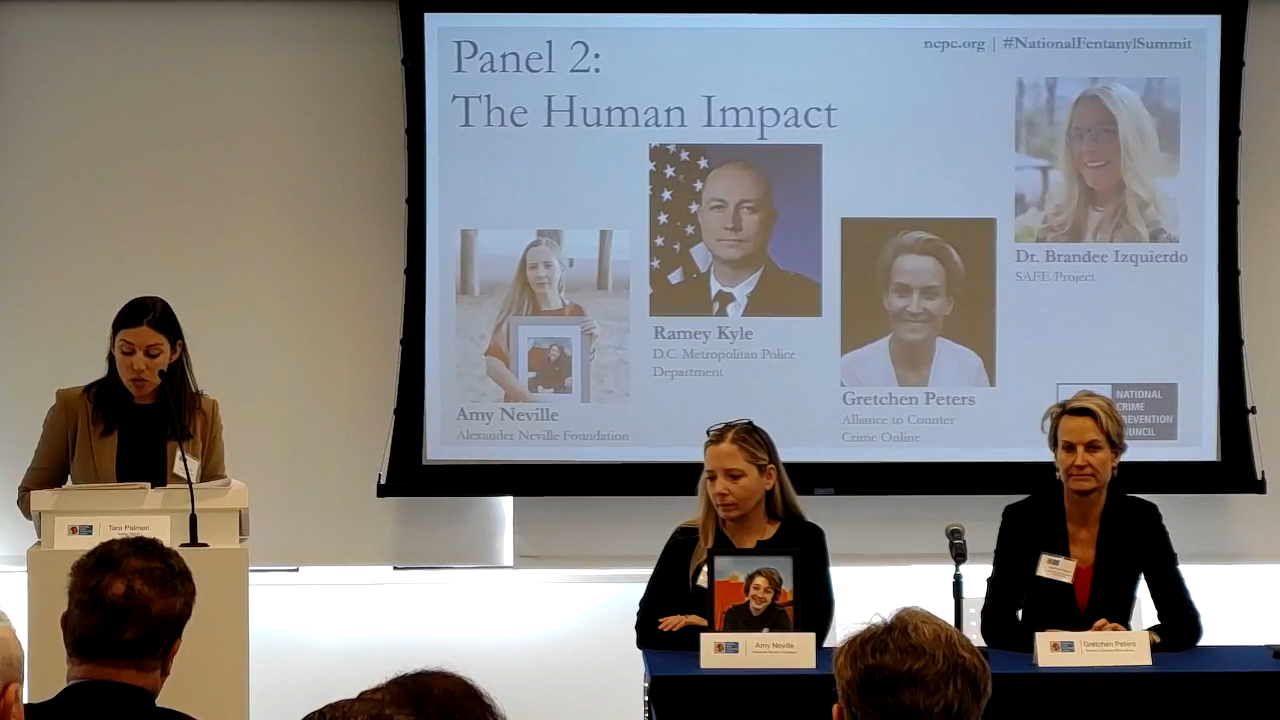 Panel 2:
The Human Impact
ncpc.org | #NationalFentanylSummit
Amy Neville
Alexander Neville Foundation
Ramey Kyle
D.C. Metropolitan Police
Department
Gretchen Peters
Alliance to Counter
Crime Online
Dr. Brandee Izquierdo
SAFE Project
NATIONAL
CRIME
PREVENTION
COUNCIL
Tara Palmeri
Amy Neville
Gretchen Peters